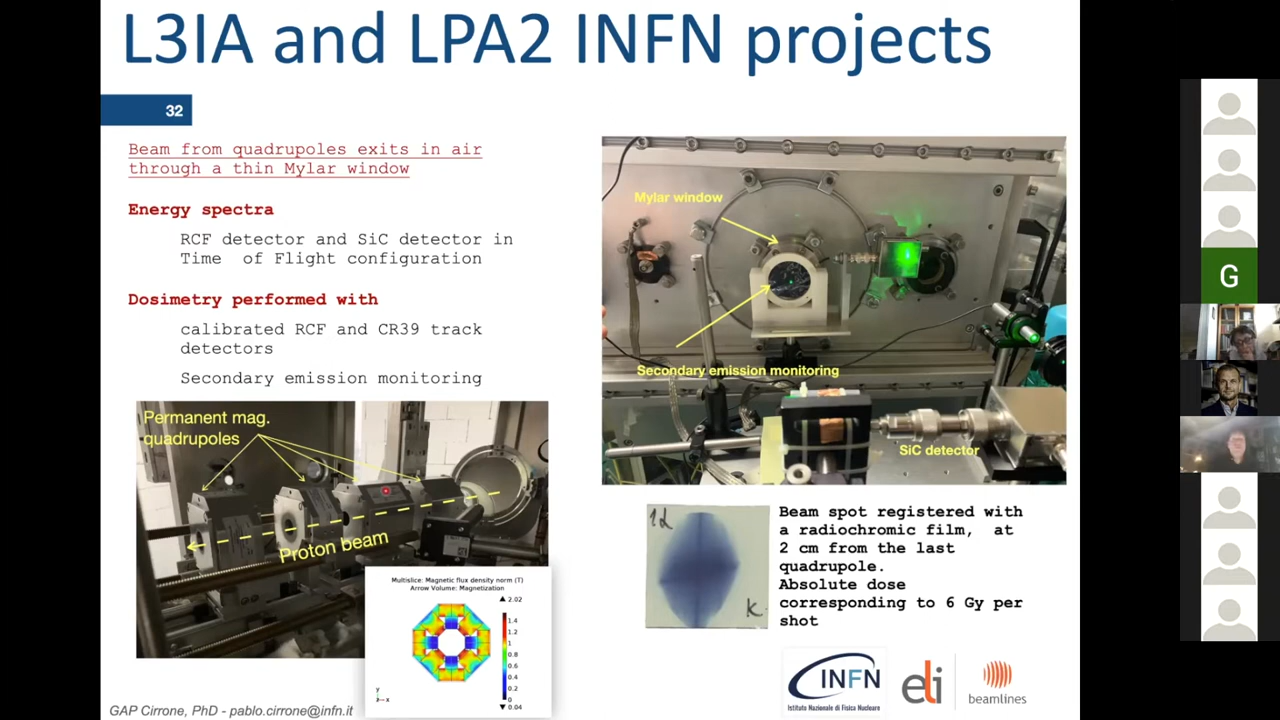 L3IA and LPA2 INFN projects
32
Beam from quadrupoles exits in air
through a thin Mylar window
Energy spectra
RCF detector and SiC detector in
Time of Flight configuration
Dosimetry performed with
calibrated RCF and CR39 track
detectors
Secondary emission monitoring
Permanent mag.
quadrupoles
Proton beam
Multislice: Magnetic flux density norm (T)
Arrow Volume: Magnetization
2.02
1.4
1.2
1
0.8
0.6
0.4
0.2
0
0.04
y
x
Mylar window
Secondary emission monitoring
SiC detector
12
K
Beam spot registered with
a radiochromic film, at
2 cm from the last
quadrupole.
Absolute dose
corresponding to 6 Gy per
shot
INFN
Istituto Nazionale di Fisica Nucleare
eli
beamlines
GAP Cirrone, PhD - pablo.cirrone@infn.it
G